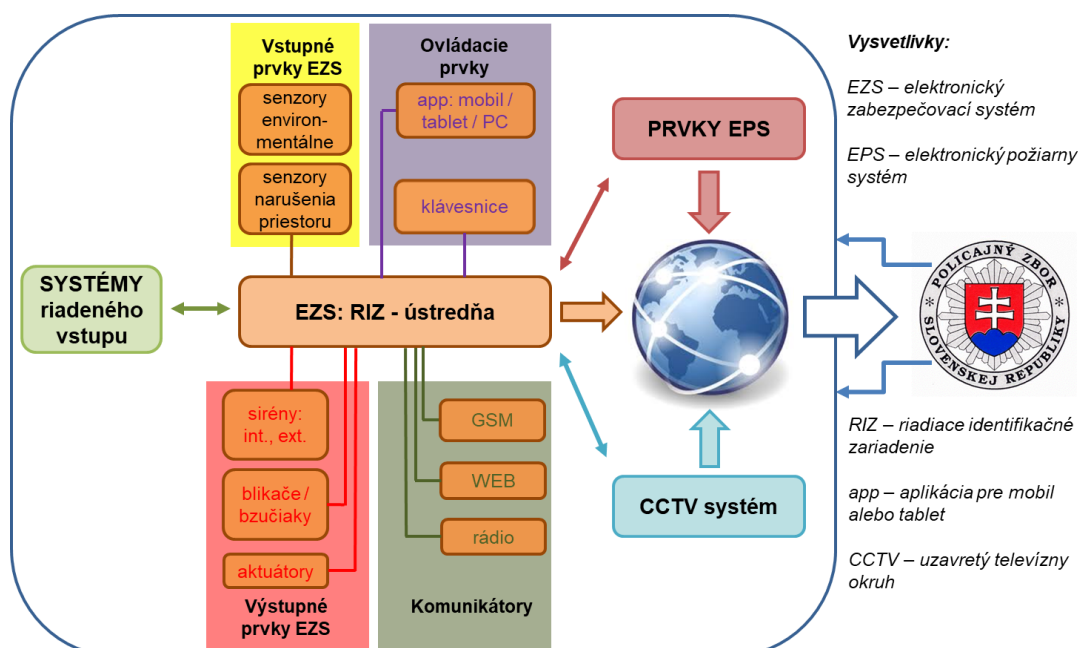 Vstupné
prvky EZS
senzory
environ-
mentálne
senzory
narušenia
priestoru
Ovládacie
prvky
app: mobil /
tablet / PC
klávesnice
PRVKY EPS
SYSTÉMY
riadeného
vstupu
EZS: RIZ - ústredňa
sirény:
int., ext.
blikače /
bzučiaky
aktuátory
Výstupné
prvky EZS
GSM
WEB
rádio
Komunikátory
CCTV systém
Vysvetlivky:
EZS – elektronický
zabezpečovací systém
EPS – elektronický požiarny
systém
POLICAJNÝ ZBOR
SLOVENSKEJ REPUBLIKY
RIZ – riadiace identifikačné
zariadenie
app – aplikácia pre mobil
alebo tablet
CCTV – uzavretý televízny
okruh